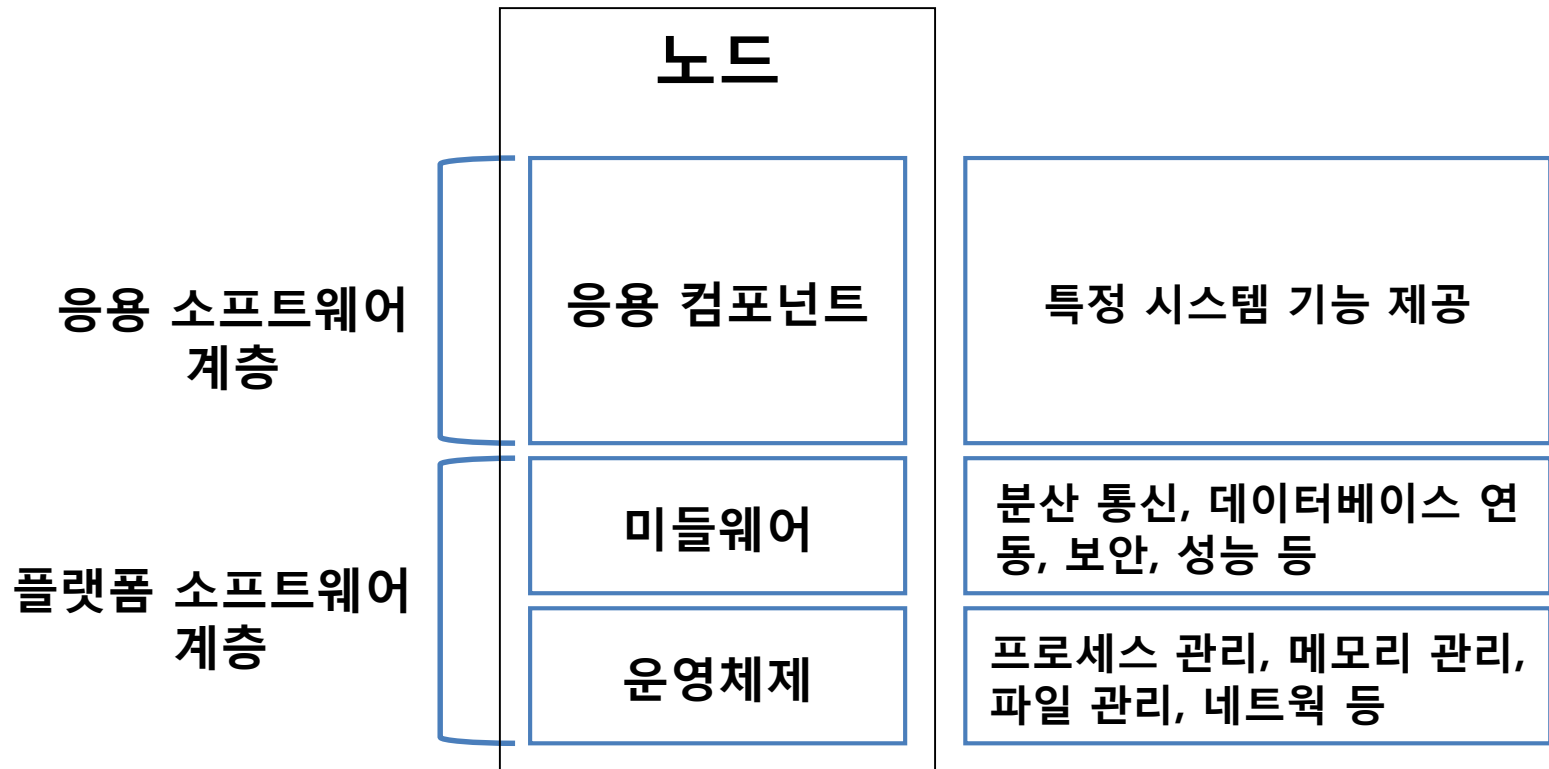 노드
응용 소프트웨어
계층
응용 컴포넌트
특정 시스템 기능 제공
플랫폼 소프트웨어
계층
미들웨어
분산 통신, 데이터베이스 연
동, 보안, 성능 등
운영체제
프로세스 관리, 메모리 관리,
파일 관리, 네트웍 등